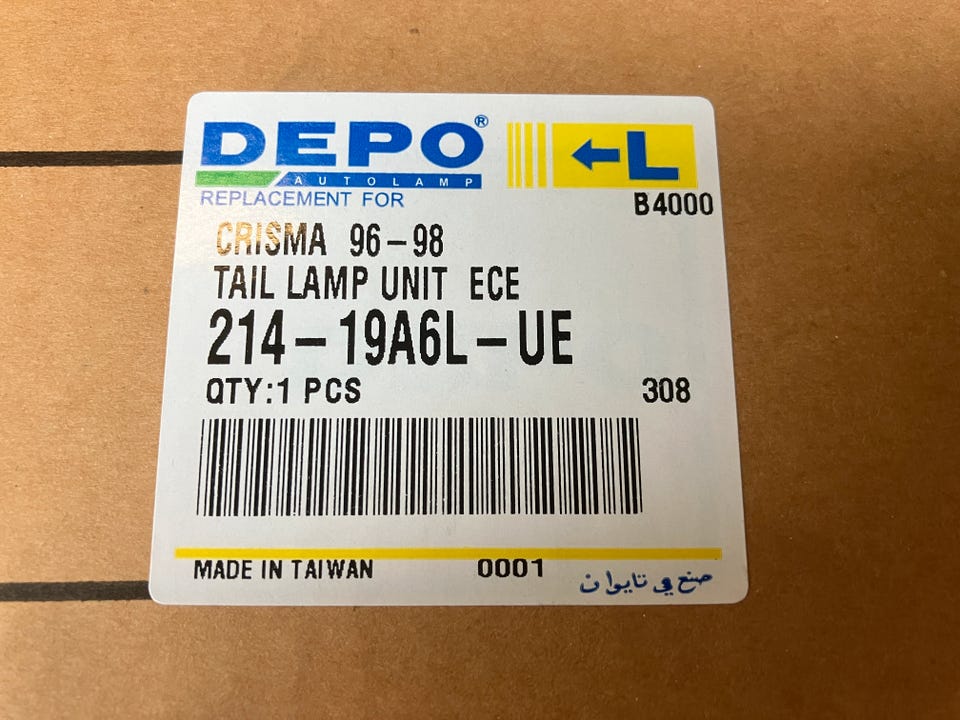 DEPO®
AUTOLAMP
← L
REPLACEMENT FOR
B4000
CRISMA 96-98
TAIL LAMP UNIT ECE
214-19A6L-UE
QTY:1 PCS 308
MADE IN TAIWAN 0001 صنع في تايوان